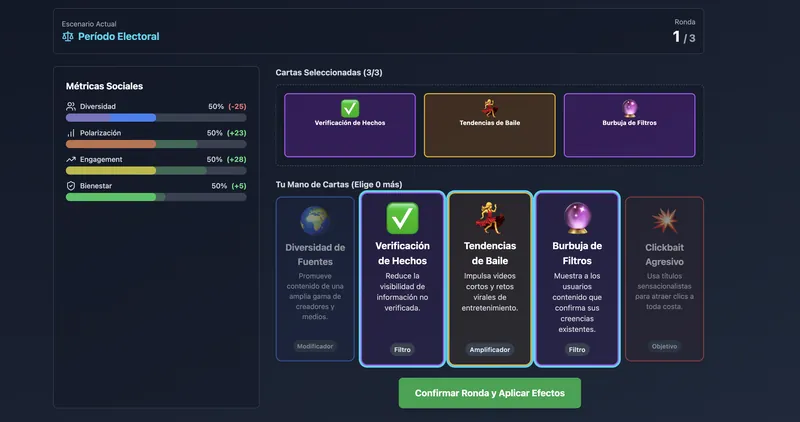 Escenario Actual
Período Electoral
Ronda
1 / 3
Métricas Sociales
Diversidad 50% (-25)
Polarización 50% (+23)
Engagement 50% (+28)
Bienestar 50% (+5)
Cartas Seleccionadas (3/3)
Verificación de Hechos
Tendencias de Baile
Burbuja de Filtros
Tu Mano de Cartas (Elige 0 más)
Diversidad de
Fuentes
Promueve
contenido de una
amplia gama de
creadores y
medios.
Modificador
Verificación
de Hechos
Reduce la
visibilidad de
información no
verificada.
Filtro
Tendencias
de Baile
Impulsa videos
cortos y retos
virales de
entretenimiento.
Amplificador
Burbuja de
Filtros
Muestra a los
usuarios
contenido que
confirma sus
creencias
existentes.
Filtro
Clickbait
Agresivo
Usa títulos
sensacionalistas
para atraer clics a
toda costa.
Objetivo
Confirmar Ronda y Aplicar Efectos